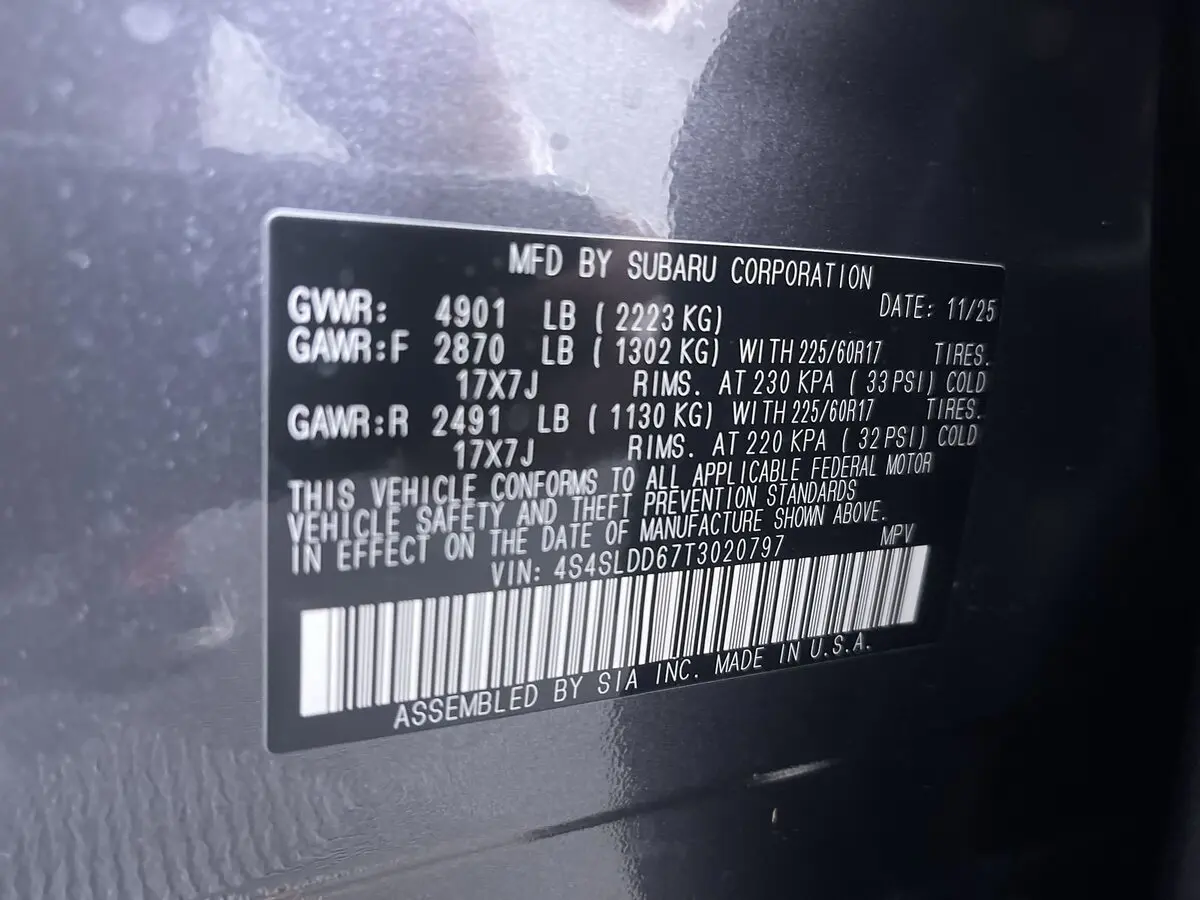 MFD BY SUBARU CORPORATION
DATE: 11/25
GVWR: 4901 LB ( 2223 KG)
GAWR:F 2870 LB ( 1302 KG) WITH 225/60R17 TIRES.
17X7J RIMS. AT 230 KPA ( 33 PSI) COLD
GAWR:R 2491 LB ( 1130 KG) WITH 225/60R17 TIRES.
17X7J RIMS. AT 220 KPA ( 32 PSI) COLD
THIS VEHICLE CONFORMS TO ALL APPLICABLE FEDERAL MOTOR
VEHICLE SAFETY AND THEFT PREVENTION STANDARDS
IN EFFECT ON THE DATE OF MANUFACTURE SHOWN ABOVE.
VIN: 4S4SLDD67T3020797 MPV
ASSEMBLED BY SIA INC. MADE IN U.S.A.